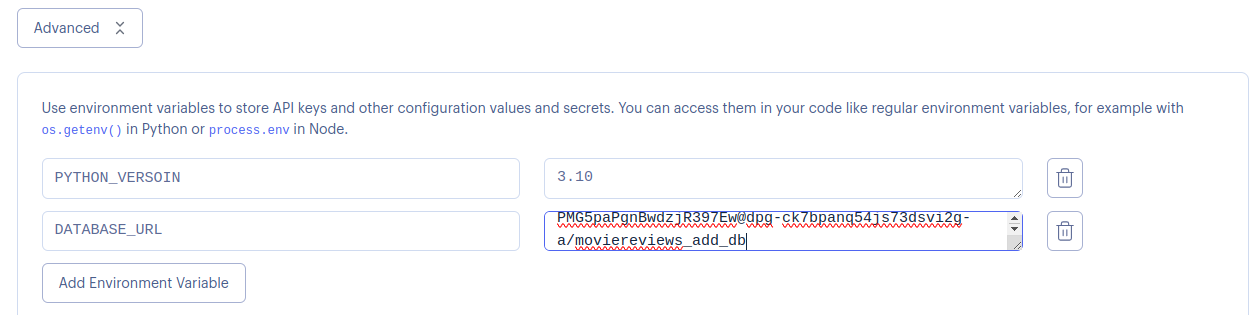 Advanced
Use environment variables to store API keys and other configuration values and secrets. You can access them in your code like regular environment variables, for example with
os.getenv() in Python or process.env in Node.
PYTHON_VERSOIN 3.10
DATABASE_URL PMG5paPgnBwdzjR397Ew@dpg-ck7bpanq54js73dsvi2g-
a/moviereviews_add_db
Add Environment Variable